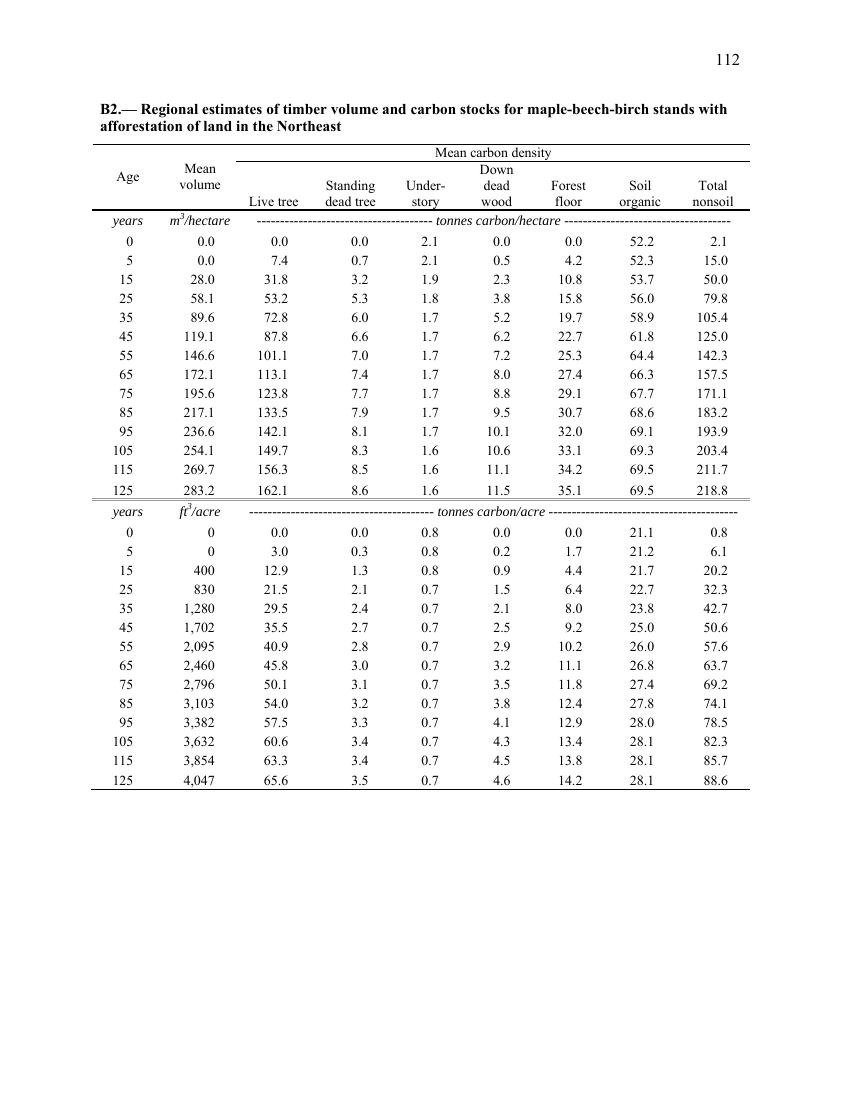 112
B2.— Regional estimates of timber volume and carbon stocks for maple-beech-birch stands with
afforestation of land in the Northeast
Age Mean volume Mean carbon density
Live tree Standing dead tree Under- story Down dead wood Forest floor Soil organic Total nonsoil
years m³/hectare -------------------------------------- tonnes carbon/hectare ------------------------------------
0 0.0 0.0 0.0 2.1 0.0 0.0 52.2 2.1
5 0.0 7.4 0.7 2.1 0.5 4.2 52.3 15.0
15 28.0 31.8 3.2 1.9 2.3 10.8 53.7 50.0
25 58.1 53.2 5.3 1.8 3.8 15.8 56.0 79.8
35 89.6 72.8 6.0 1.7 5.2 19.7 58.9 105.4
45 119.1 87.8 6.6 1.7 6.2 22.7 61.8 125.0
55 146.6 101.1 7.0 1.7 7.2 25.3 64.4 142.3
65 172.1 113.1 7.4 1.7 8.0 27.4 66.3 157.5
75 195.6 123.8 7.7 1.7 8.8 29.1 67.7 171.1
85 217.1 133.5 7.9 1.7 9.5 30.7 68.6 183.2
95 236.6 142.1 8.1 1.7 10.1 32.0 69.1 193.9
105 254.1 149.7 8.3 1.6 10.6 33.1 69.3 203.4
115 269.7 156.3 8.5 1.6 11.1 34.2 69.5 211.7
125 283.2 162.1 8.6 1.6 11.5 35.1 69.5 218.8
years ft³/acre ---------------------------------------- tonnes carbon/acre -----------------------------------------
0 0 0.0 0.0 0.8 0.0 0.0 21.1 0.8
5 0 3.0 0.3 0.8 0.2 1.7 21.2 6.1
15 400 12.9 1.3 0.8 0.9 4.4 21.7 20.2
25 830 21.5 2.1 0.7 1.5 6.4 22.7 32.3
35 1,280 29.5 2.4 0.7 2.1 8.0 23.8 42.7
45 1,702 35.5 2.7 0.7 2.5 9.2 25.0 50.6
55 2,095 40.9 2.8 0.7 2.9 10.2 26.0 57.6
65 2,460 45.8 3.0 0.7 3.2 11.1 26.8 63.7
75 2,796 50.1 3.1 0.7 3.5 11.8 27.4 69.2
85 3,103 54.0 3.2 0.7 3.8 12.4 27.8 74.1
95 3,382 57.5 3.3 0.7 4.1 12.9 28.0 78.5
105 3,632 60.6 3.4 0.7 4.3 13.4 28.1 82.3
115 3,854 63.3 3.4 0.7 4.5 13.8 28.1 85.7
125 4,047 65.6 3.5 0.7 4.6 14.2 28.1 88.6